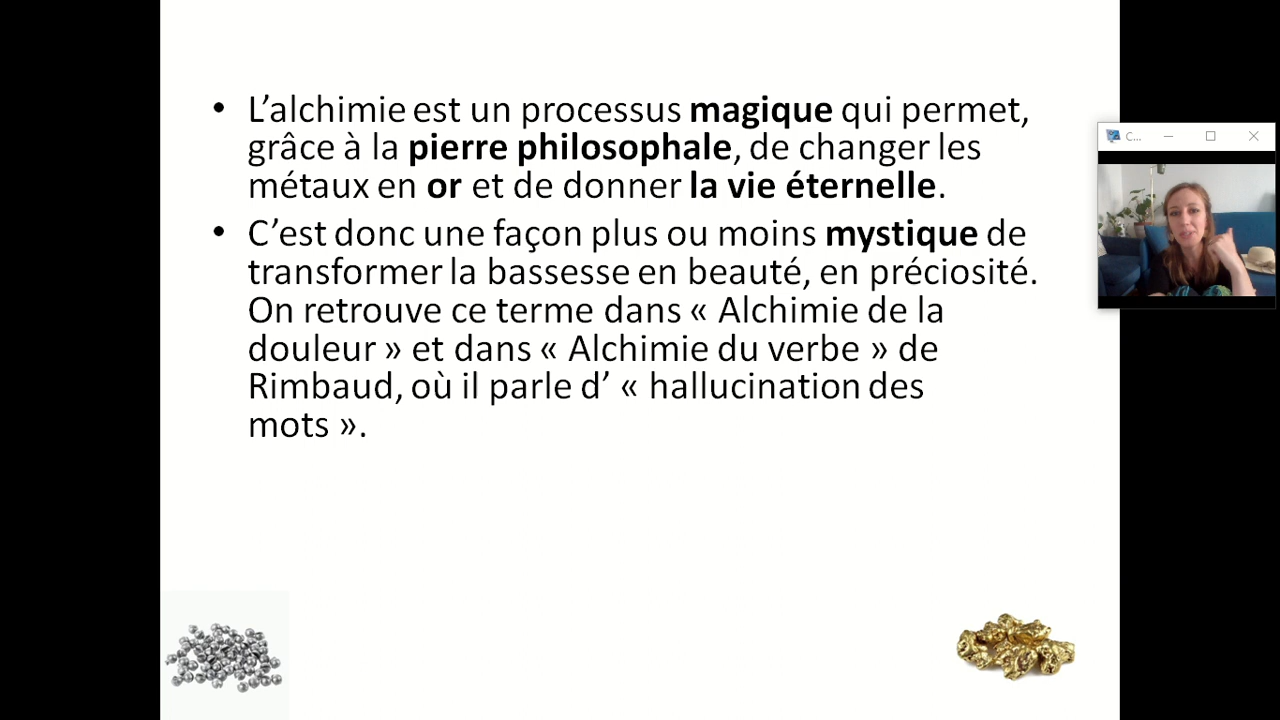 • L’alchimie est un processus magique qui permet,
grâce à la pierre philosophale, de changer les
métaux en or et de donner la vie éternelle.
• C’est donc une façon plus ou moins mystique de
transformer la bassesse en beauté, en préciosité.
On retrouve ce terme dans « Alchimie de la
douleur » et dans « Alchimie du verbe » de
Rimbaud, où il parle d’ « hallucination des
mots ».
C...